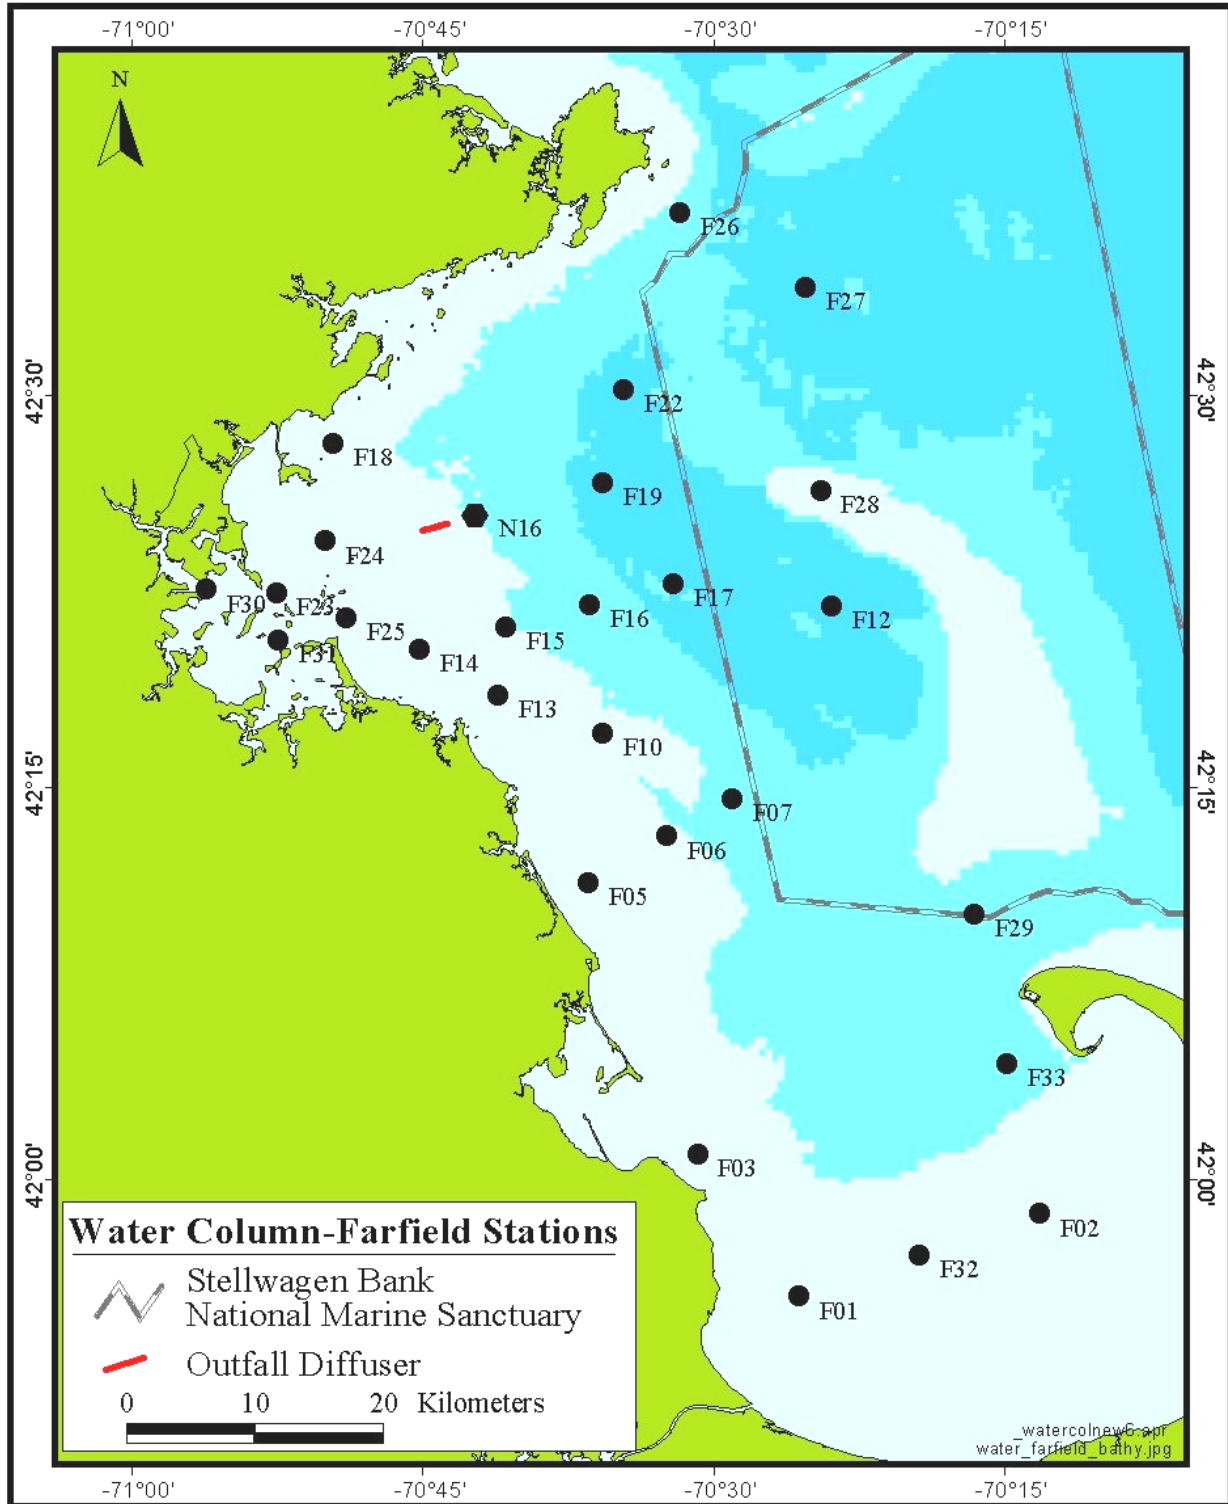 -71°00' -70°45' -70°30' -70°15'
N
F26
F27
42°30' 42°30'
F22
F18
F19
F28
N16
F24
F17
F30
F23
F16
F12
F25
F15
F31
F14
F13
F10
42°15' 42°15'
F07
F06
F05
F29
F33
F03
42°00' 42°00'
F02
F32
F01
Water Column-Farfield Stations
Stellwagen Bank
National Marine Sanctuary
Outfall Diffuser
0 10 20 Kilometers
_watercolnew6.apr
water_farfield_bathy.jpg
-71°00' -70°45' -70°30' -70°15'